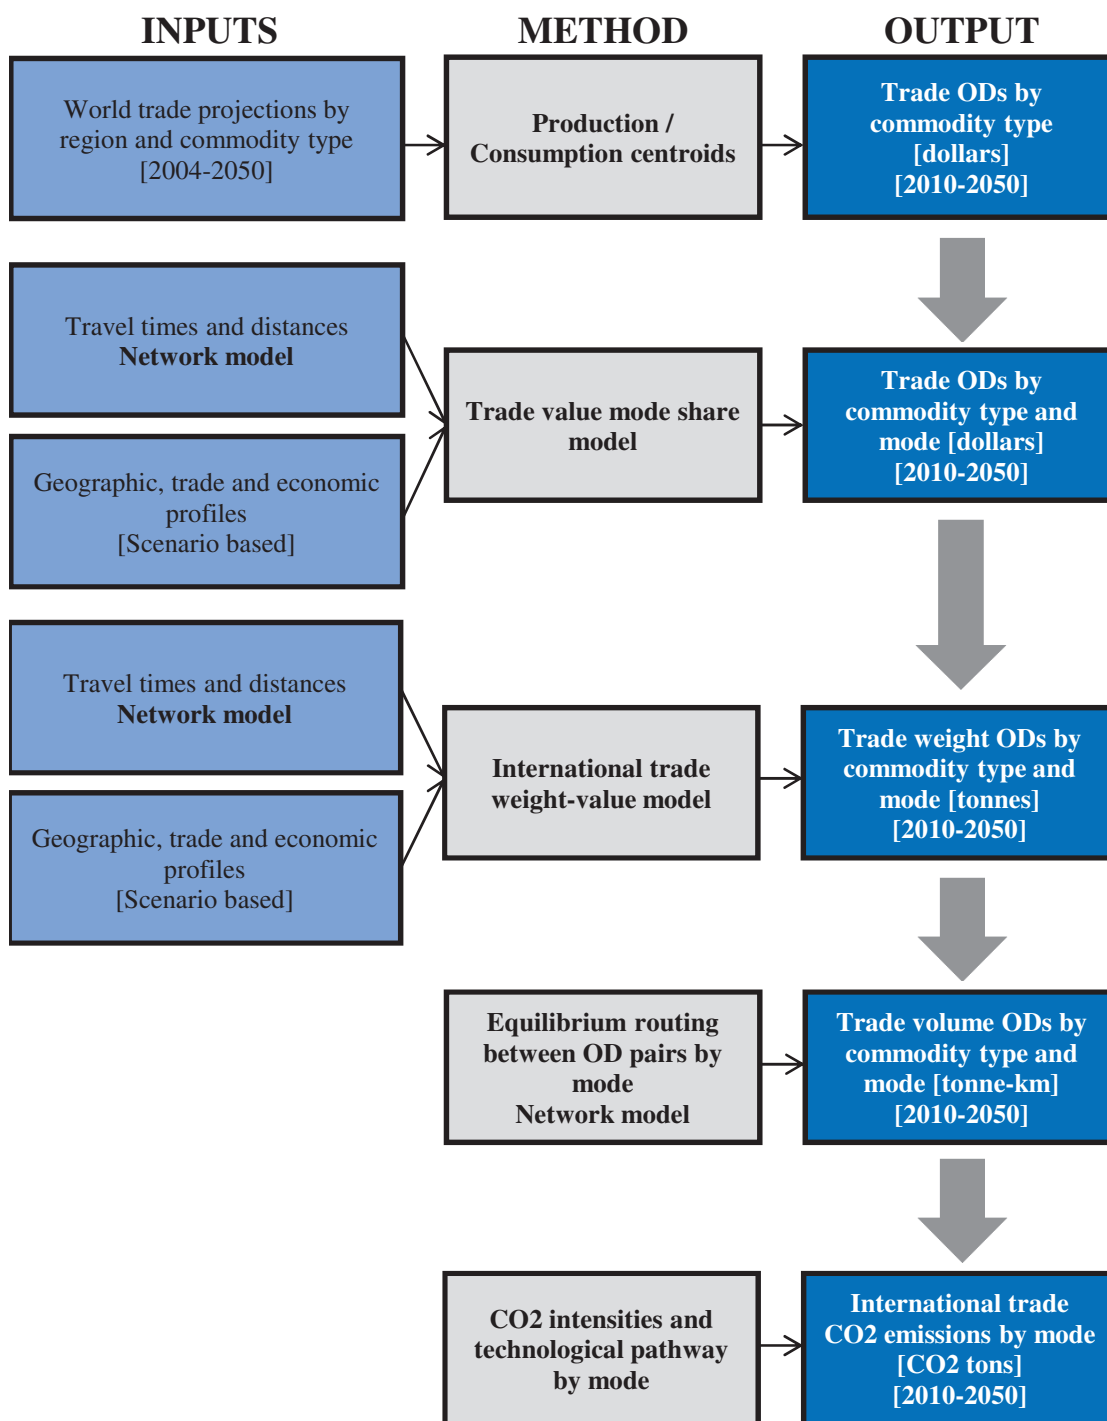 INPUTS
METHOD
OUTPUT
World trade projections by
region and commodity type
[2004-2050]
Production /
Consumption centroids
Trade ODs by
commodity type
[dollars]
[2010-2050]
Travel times and distances
Network model
Geographic, trade and economic
profiles
[Scenario based]
Trade value mode share
model
Trade ODs by
commodity type and
mode [dollars]
[2010-2050]
Travel times and distances
Network model
Geographic, trade and economic
profiles
[Scenario based]
International trade
weight-value model
Trade weight ODs by
commodity type and
mode [tonnes]
[2010-2050]
Equilibrium routing
between OD pairs by
mode
Network model
Trade volume ODs by
commodity type and
mode [tonne-km]
[2010-2050]
CO2 intensities and
technological pathway
by mode
International trade
CO2 emissions by mode
[CO2 tons]
[2010-2050]